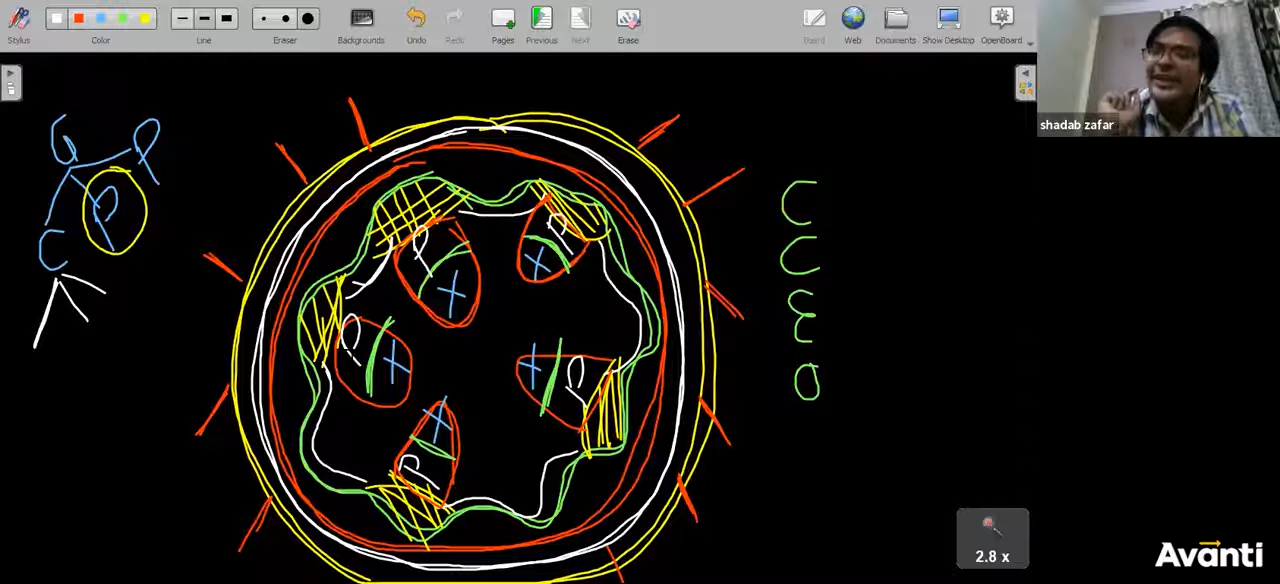 Stylus
Color
Line
Eraser
Backgrounds
Undo
Redo
Pages
Previous
Next
Erase
Board
Web
Documents
Show Desktop
OpenBoard
shadab zafar
G P
P
C
P
X
P
X
P
X
X P
X
P
C
C
E
O
2.8 x
Avanti